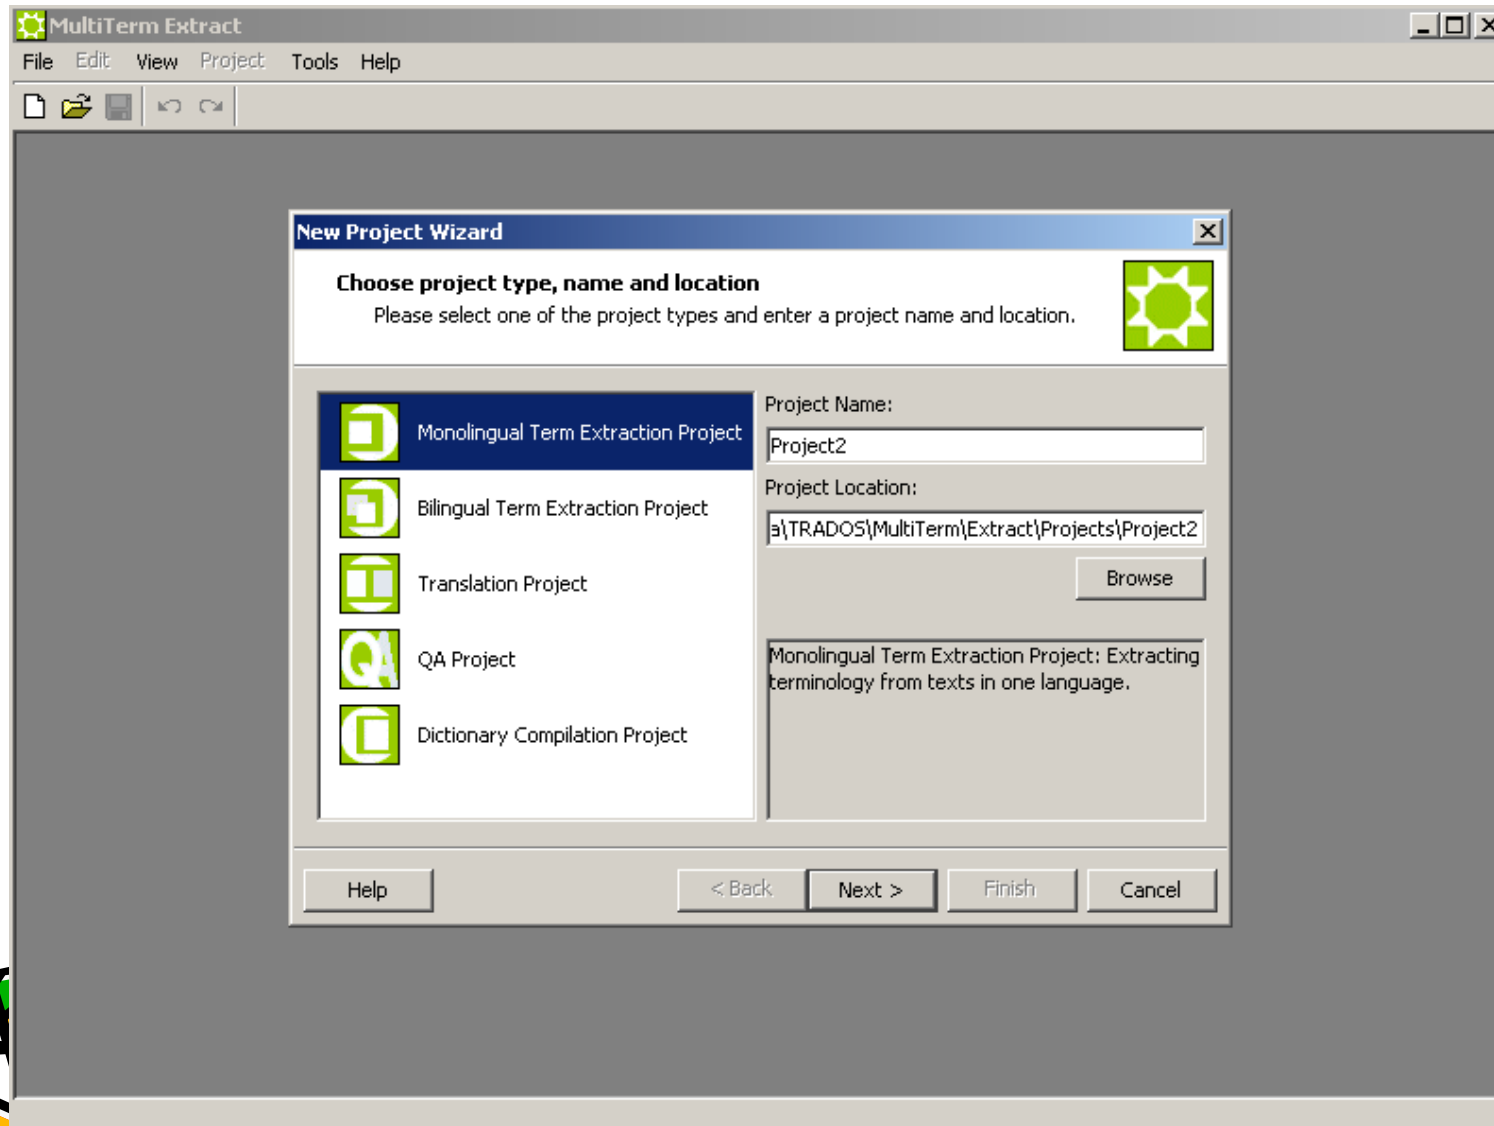 MultiTerm Extract
File Edit View Project Tools Help
New Project Wizard
Choose project type, name and location
Please select one of the project types and enter a project name and location.
Monolingual Term Extraction Project
Bilingual Term Extraction Project
Translation Project
QA Project
Dictionary Compilation Project
Project Name:
Project2
Project Location:
a\TRADOS\MultiTerm\Extract\Projects\Project2
Browse
Monolingual Term Extraction Project: Extracting
terminology from texts in one language.
Help
< Back
Next >
Finish
Cancel